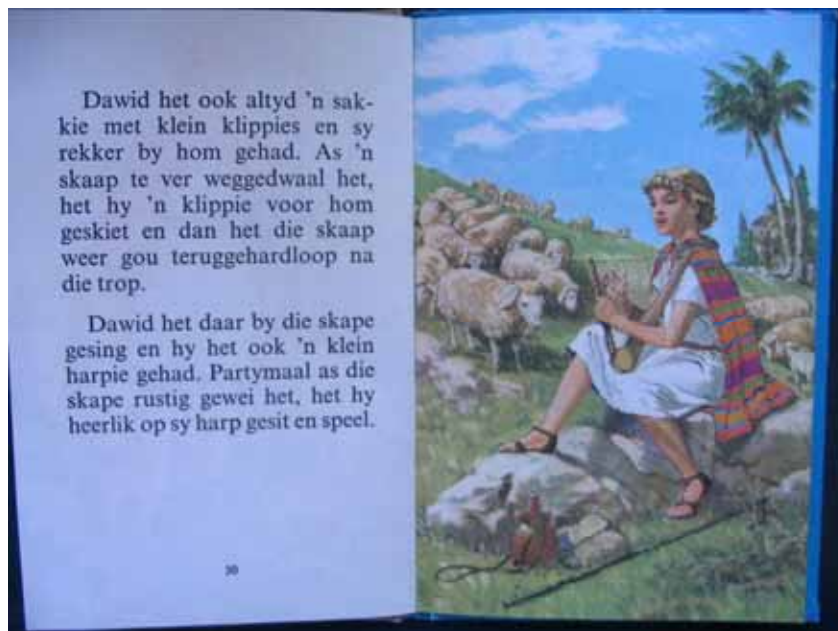 Dawid het ook altyd 'n sak-
kie met klein klippies en sy
rekker by hom gehad. As 'n
skaap te ver weggedwaal het,
het hy 'n klippie voor hom
geskiet en dan het die skaap
weer gou teruggehardloop na
die trop.
Dawid het daar by die skape
gesing en hy het ook 'n klein
harpie gehad. Partymaal as die
skape rustig gewei het, het hy
heerlik op sy harp gesit en speel.